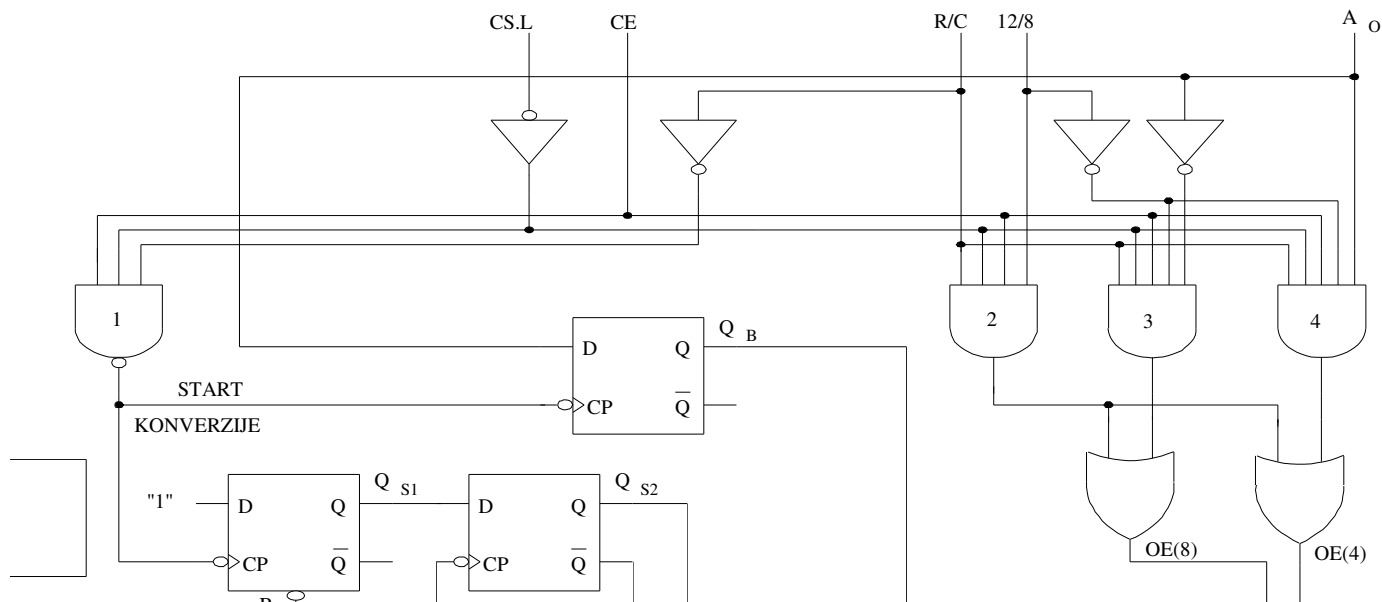 CS.L CE R/C 12/8 A O
1 2 3 4
Q B
D Q
START
CP Q
KONVERZIJE
Q S1 Q S2
"1" D Q D Q
OE(8) OE(4)
CP Q CP Q